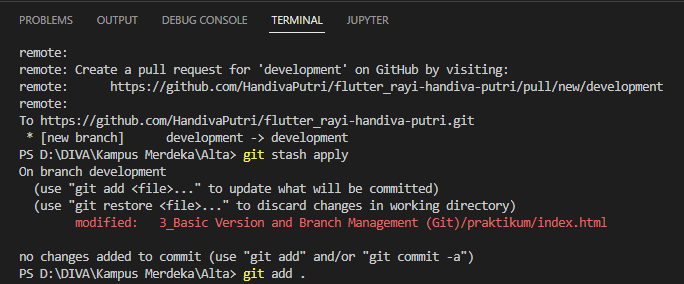 PROBLEMS OUTPUT DEBUG CONSOLE TERMINAL JUPYTER
remote:
remote: Create a pull request for 'development' on GitHub by visiting:
remote:      https://github.com/HandivaPutri/flutter_rayi-handiva-putri/pull/new/development
remote:
To https://github.com/HandivaPutri/flutter_rayi-handiva-putri.git
 * [new branch]      development -> development
PS D:\DIVA\Kampus Merdeka\Alta> git stash apply
On branch development
  (use "git add <file>..." to update what will be committed)
  (use "git restore <file>..." to discard changes in working directory)
        modified:   3_Basic Version and Branch Management (Git)/praktikum/index.html
no changes added to commit (use "git add" and/or "git commit -a")
PS D:\DIVA\Kampus Merdeka\Alta> git add .